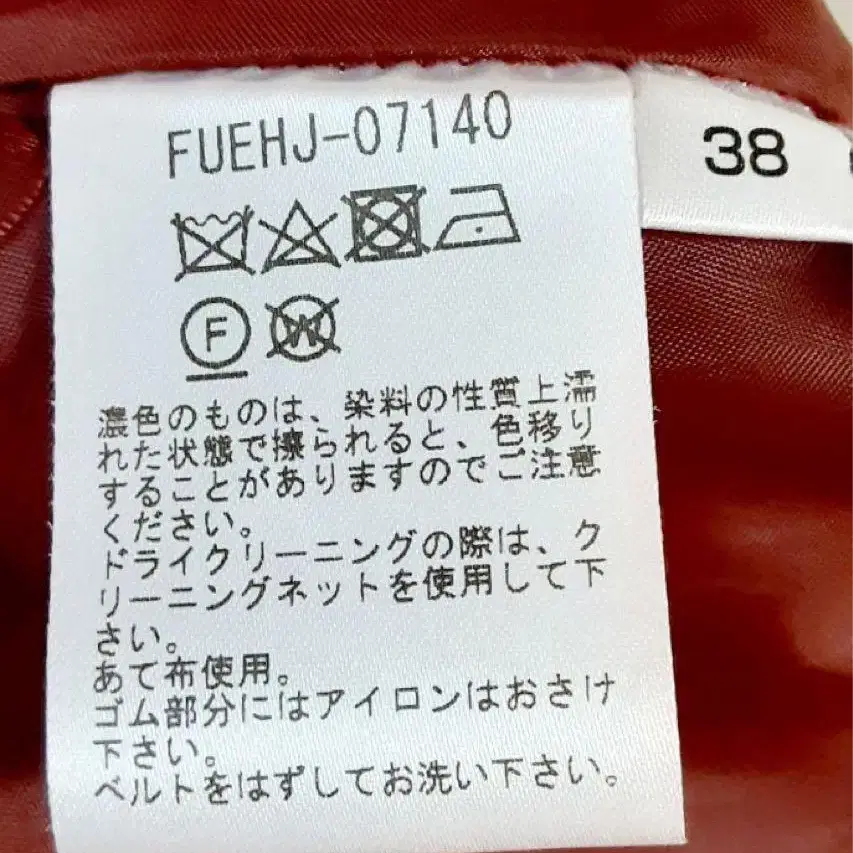 FUEHJ-07140
38
F
W
濃色のものは、染料の性質上濡
れた状態で擦られると、色移り
することがありますのでご注意
ください。
ドライクリーニングの際は、ク
リーニングネットを使用して下
さい。
あて布使用。
ゴム部分にはアイロンはおさけ
下さい。
ベルトをはずしてお洗い下さい。